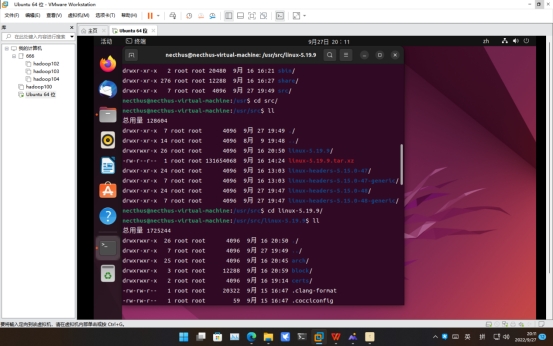 Ubuntu 64 位 - VMware Workstation
文件(F) 编辑(E) 查看(V) 虚拟机(M) 选项卡(T) 帮助(H)
库
在此处键入内容进行搜索
我的计算机
666
hadoop102
hadoop103
hadoop104
hadoop100
Ubuntu 64 位
主页 Ubuntu 64 位
活动 终端 9月27日 20：11 zh
necthus@necthus-virtual-machine: /usr/src/linux-5.19.9
drwxr-xr-x 2 root root 20480 9月 16 16:21 sbin/
drwxr-xr-x 276 root root 12288 9月 16 16:27 share/
drwxr-xr-x 7 root root 4096 9月 27 19:49 src/
necthus@necthus-virtual-machine:/usr$ cd src/
necthus@necthus-virtual-machine:/usr/src$ ll
总用量 128604
drwxr-xr-x 7 root root 4096 9月 27 19:49 ./
drwxr-xr-x 14 root root 4096 8月 9 19:48 ../
drwxr-xr-x 26 root root 4096 9月 16 20:50 linux-5.19.9/
-rw-r--r-- 1 root root 131654068 9月 16 14:24 linux-5.19.9.tar.xz
drwxr-xr-x 24 root root 4096 9月 16 13:03 linux-headers-5.15.0-47/
drwxr-xr-x 7 root root 4096 9月 16 13:03 linux-headers-5.15.0-47-generic/
drwxr-xr-x 24 root root 4096 9月 27 19:47 linux-headers-5.15.0-48/
drwxr-xr-x 7 root root 4096 9月 27 19:47 linux-headers-5.15.0-48-generic/
necthus@necthus-virtual-machine:/usr/src$ cd linux-5.19.9/
necthus@necthus-virtual-machine:/usr/src/linux-5.19.9$ ll
总用量 1725244
drwxrwxr-x 26 root root 4096 9月 16 20:50 ./
drwxr-xr-x 7 root root 4096 9月 27 19:49 ../
drwxrwxr-x 25 root root 4096 9月 16 20:45 arch/
drwxrwxr-x 3 root root 12288 9月 16 20:59 block/
drwxrwxr-x 2 root root 4096 9月 16 19:14 certs/
-rw-rw-r-- 1 root root 20322 9月 15 16:47 .clang-format
-rw-rw-r-- 1 root root 59 9月 15 16:47 .cocciconfig
要将输入定向到该虚拟机，请在虚拟机内部单击或按 Ctrl+G。
英 拼 20:11
2022/9/27